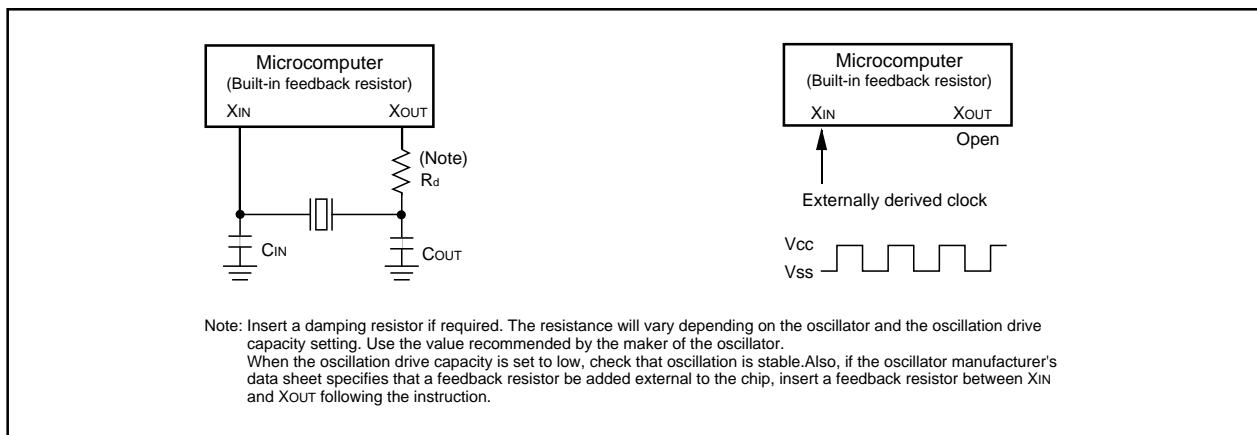 Microcomputer
(Built-in feedback resistor)
XIN XOUT
(Note)
Rd
CIN
COUT
Microcomputer
(Built-in feedback resistor)
XIN XOUT
Open
Externally derived clock
Vcc
Vss
Note: Insert a damping resistor if required. The resistance will vary depending on the oscillator and the oscillation drive
capacity setting. Use the value recommended by the maker of the oscillator.
When the oscillation drive capacity is set to low, check that oscillation is stable.Also, if the oscillator manufacturer's
data sheet specifies that a feedback resistor be added external to the chip, insert a feedback resistor between XIN
and XOUT following the instruction.